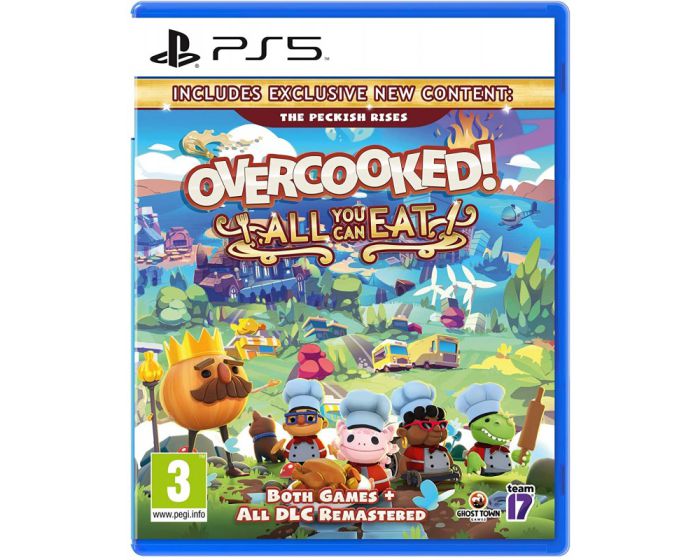 PS5
INCLUDES EXCLUSIVE NEW CONTENT:
THE PECKISH RISES
OVERCOOKED!
ALL YOU CAN EAT!
3
www.pegi.info
BOTH GAMES +
ALL DLC REMASTERED
GHOST TOWN
GAMES
team
17